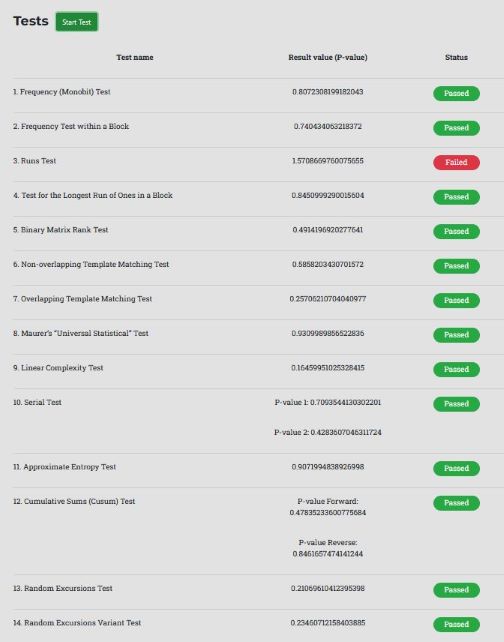 Tests Start Test
Test name Result value (P-value) Status
1. Frequency (Monobit) Test 0.8072308199182043 Passed
2. Frequency Test within a Block 0.740434063218372 Passed
3. Runs Test 1.5708669760075655 Failed
4. Test for the Longest Run of Ones in a Block 0.8450999290015604 Passed
5. Binary Matrix Rank Test 0.4914196920277641 Passed
6. Non-overlapping Template Matching Test 0.5858203430701572 Passed
7. Overlapping Template Matching Test 0.25706210704040977 Passed
8. Maurer's "Universal Statistical" Test 0.9309989856522836 Passed
9. Linear Complexity Test 0.16459951025328415 Passed
10. Serial Test P-value 1: 0.7093544130302201 Passed
P-value 2: 0.4283607046311724
11. Approximate Entropy Test 0.9071994838926998 Passed
12. Cumulative Sums (Cusum) Test P-value Forward: Passed
0.47835233600775684
P-value Reverse:
0.8461657474141244
13. Random Excursions Test 0.21059610412395398 Passed
14. Random Excursions Variant Test 0.23460712158403885 Passed